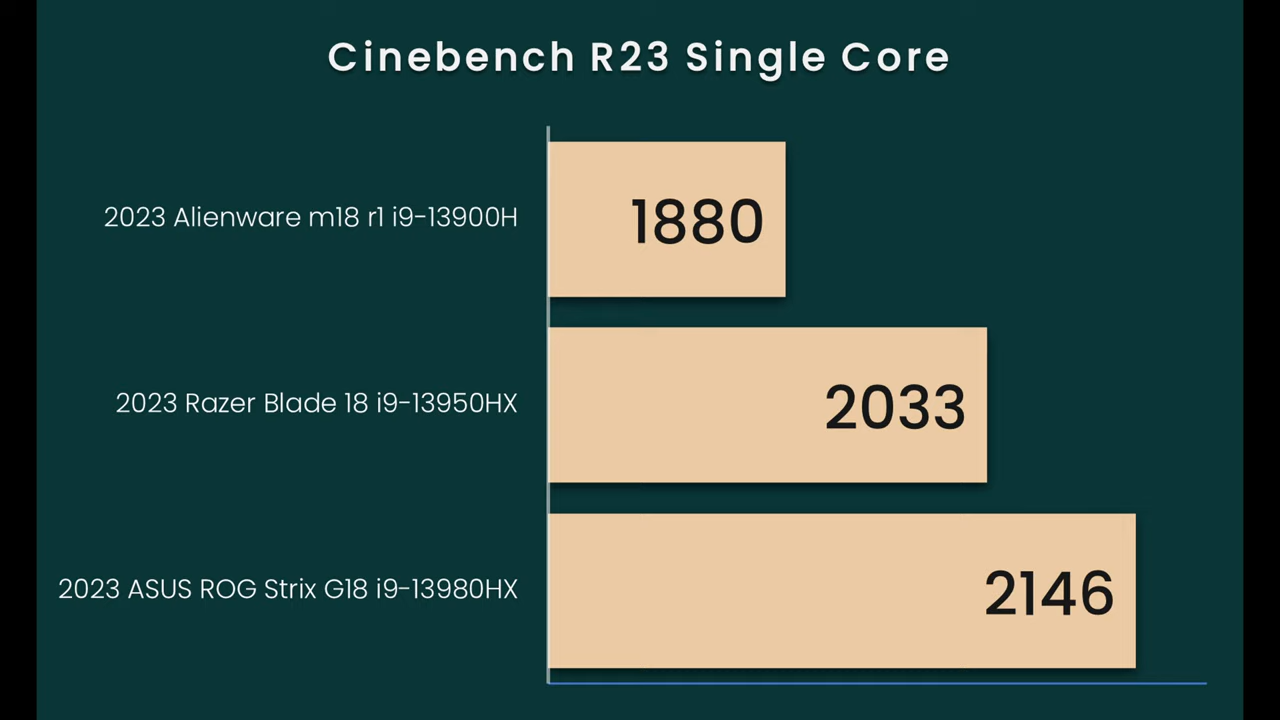 Cinebench R23 Single Core
2023 Alienware m18 r1 i9-13900H
1880
2023 Razer Blade 18 i9-13950HX
2033
2023 ASUS ROG Strix G18 i9-13980HX
2146